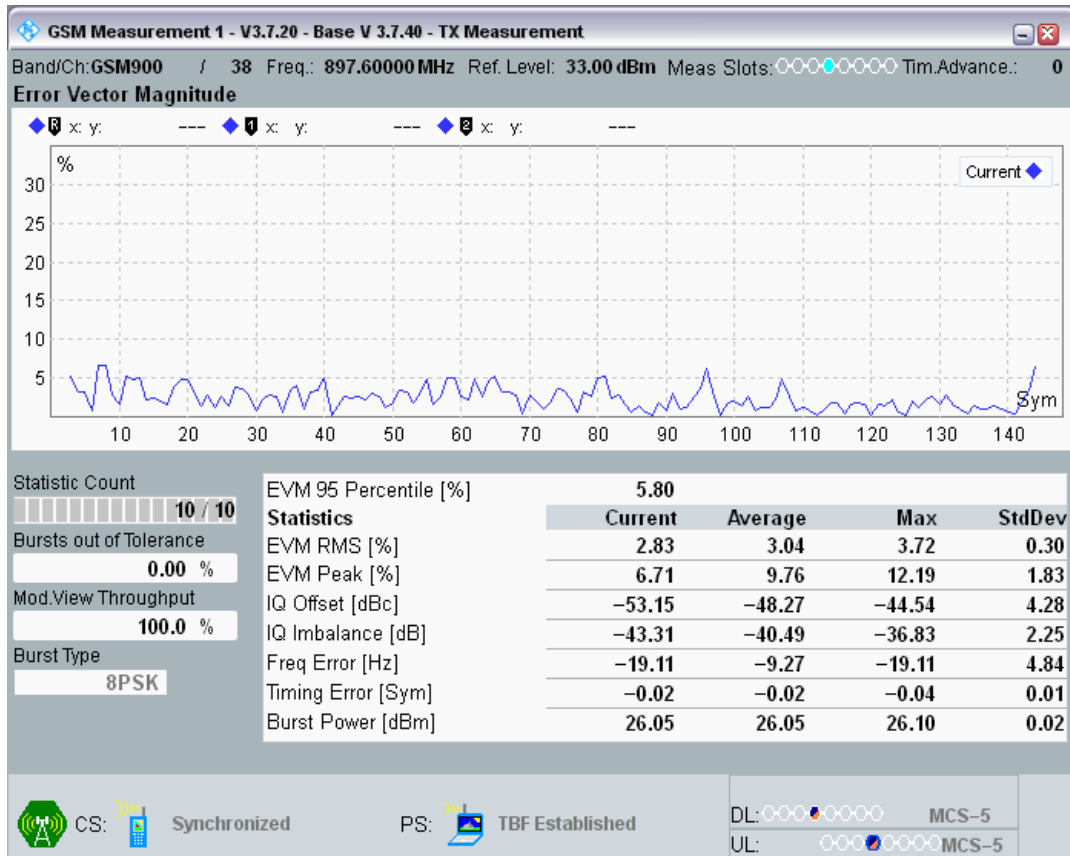 GSM Measurement 1 - V3.7.20 - Base V 3.7.40 - TX Measurement
Band/Ch:GSM900 / 38 Freq.: 897.60000 MHz Ref. Level: 33.00 dBm Meas Slots: Tim.Advance.: 0
Error Vector Magnitude
R x: y: --- 1 x: y: --- 2 x: y: ---
%
Current
30
25
20
15
10
5
Sym
10 20 30 40 50 60 70 80 90 100 110 120 130 140
Statistic Count
10 / 10
Bursts out of Tolerance
0.00 %
Mod.View Throughput
100.0 %
Burst Type
8PSK
EVM 95 Percentile [%] 5.80
Statistics Current Average Max StdDev
EVM RMS [%] 2.83 3.04 3.72 0.30
EVM Peak [%] 6.71 9.76 12.19 1.83
IQ Offset [dBc] −53.15 −48.27 −44.54 4.28
IQ Imbalance [dB] −43.31 −40.49 −36.83 2.25
Freq Error [Hz] −19.11 −9.27 −19.11 4.84
Timing Error [Sym] −0.02 −0.02 −0.04 0.01
Burst Power [dBm] 26.05 26.05 26.10 0.02
CS: Synchronized PS: TBF Established
DL: MCS−5
UL: MCS−5